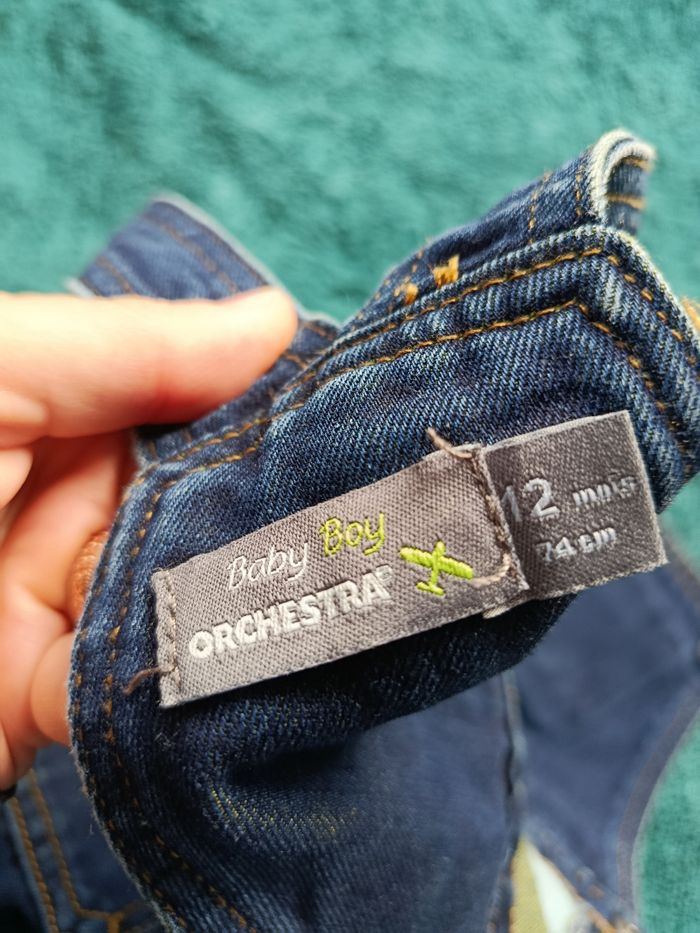 Baby Boy
ORCHESTRA®
12 mois
74 cm